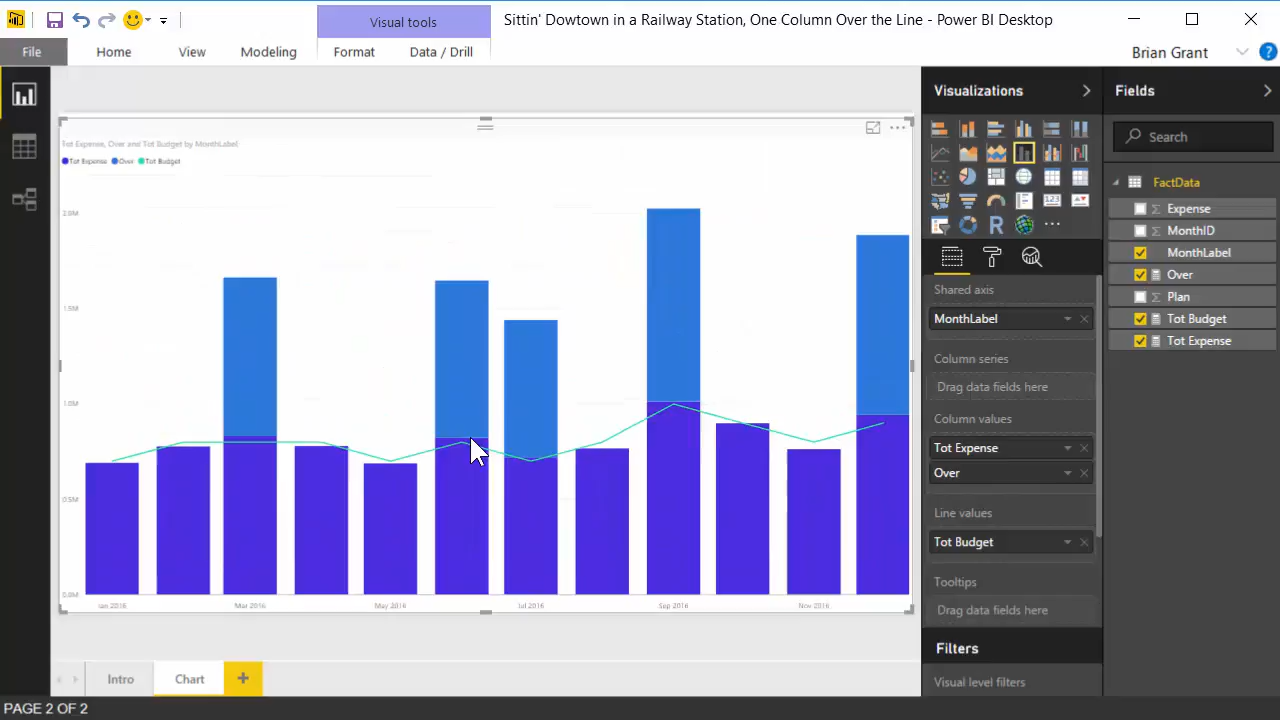 Visual tools
Sittin' Dowtown in a Railway Station, One Column Over the Line - Power BI Desktop
File
Home
View
Modeling
Format
Data / Drill
Brian Grant
?
Tot Expense, Over and Tot Budget by MonthLabel
Tot Expense Over Tot Budget
2.0M
1.5M
1.0M
0.5M
0.0M
Jan 2016
Mar 2016
May 2016
Jul 2016
Sep 2016
Nov 2016
Visualizations
123
R
Shared axis
MonthLabel
Column series
Drag data fields here
Column values
Tot Expense
Over
Line values
Tot Budget
Tooltips
Drag data fields here
Filters
Visual level filters
Fields
Search
FactData
Σ Expense
Σ MonthID
MonthLabel
Over
Σ Plan
Tot Budget
Tot Expense
Intro
Chart
+
PAGE 2 OF 2